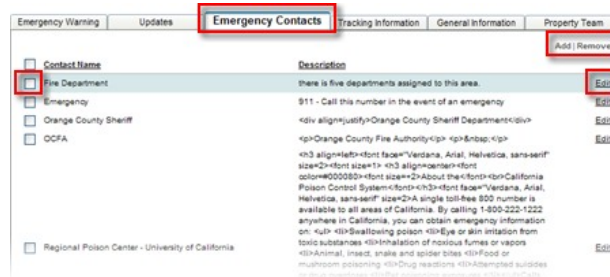 Emergency Warning Updates Emergency Contacts Tracking Information General Information Property Team
Add | Remove
Contact Name Description
Fire Department there is five departments assigned to this area. Edit
Emergency 911 - Call this number in the event of an emergency Edit
Orange County Sheriff <div align=justify>Orange County Sheriff Department</div> Edit
OCFA <p>Orange County Fire Authority</p> <p>&nbsp;</p> Edit
<h3 align=left><font face="Verdana, Arial, Helvetica, sans-serif"
size=2><font size=1> <h3 align=center><font
color=#000080><font size=+2>About the</font><br>California
Poison Control System</font></h3><font face="Verdana, Arial,
Helvetica, sans-serif" size=2>A single toll-free 800 number is
available to all areas of California. By calling 1-800-222-1222
anywhere in California, you can obtain emergency information
on: <ul> <li>Swallowing poison <li>Eye or skin irritation from
toxic substances <li>Inhalation of noxious fumes or vapors
Regional Poison Center - University of California <li>Animal, insect, snake and spider bites <li>Food or Edit
mushroom poisoning <li>Drug reactions <li>Attempted suicides